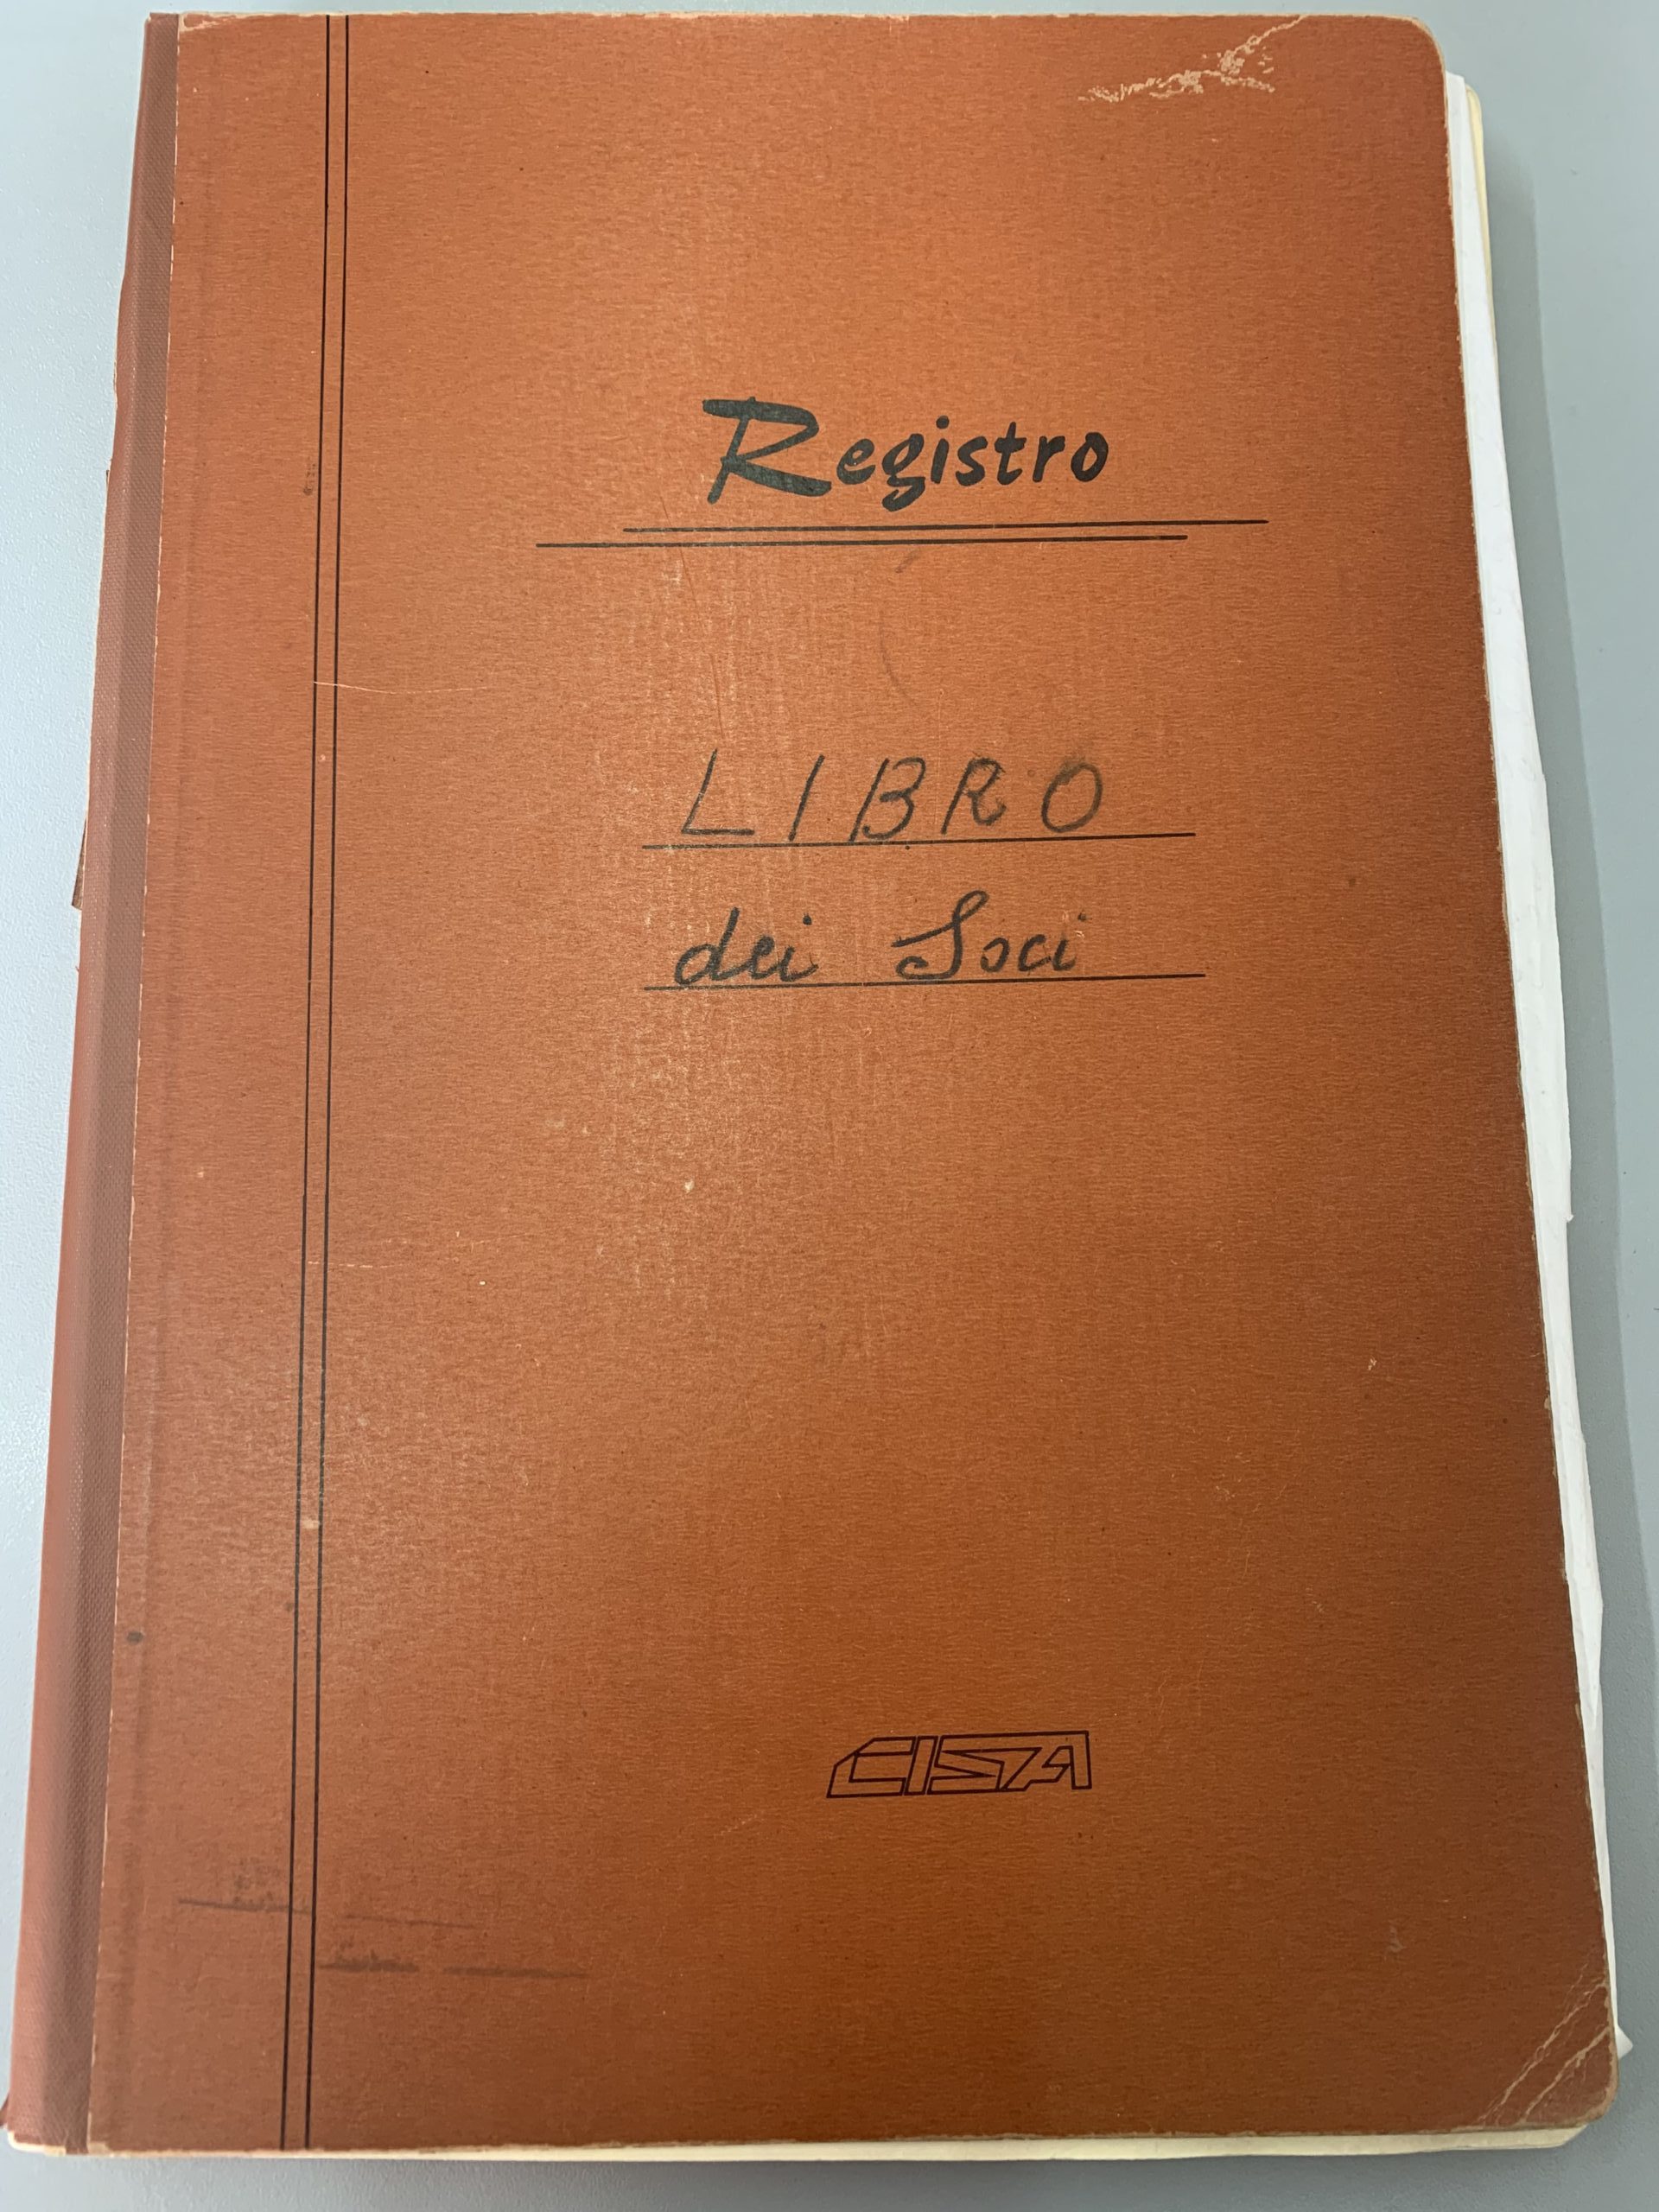 Registro
LIBRO
dei Soci
CISA